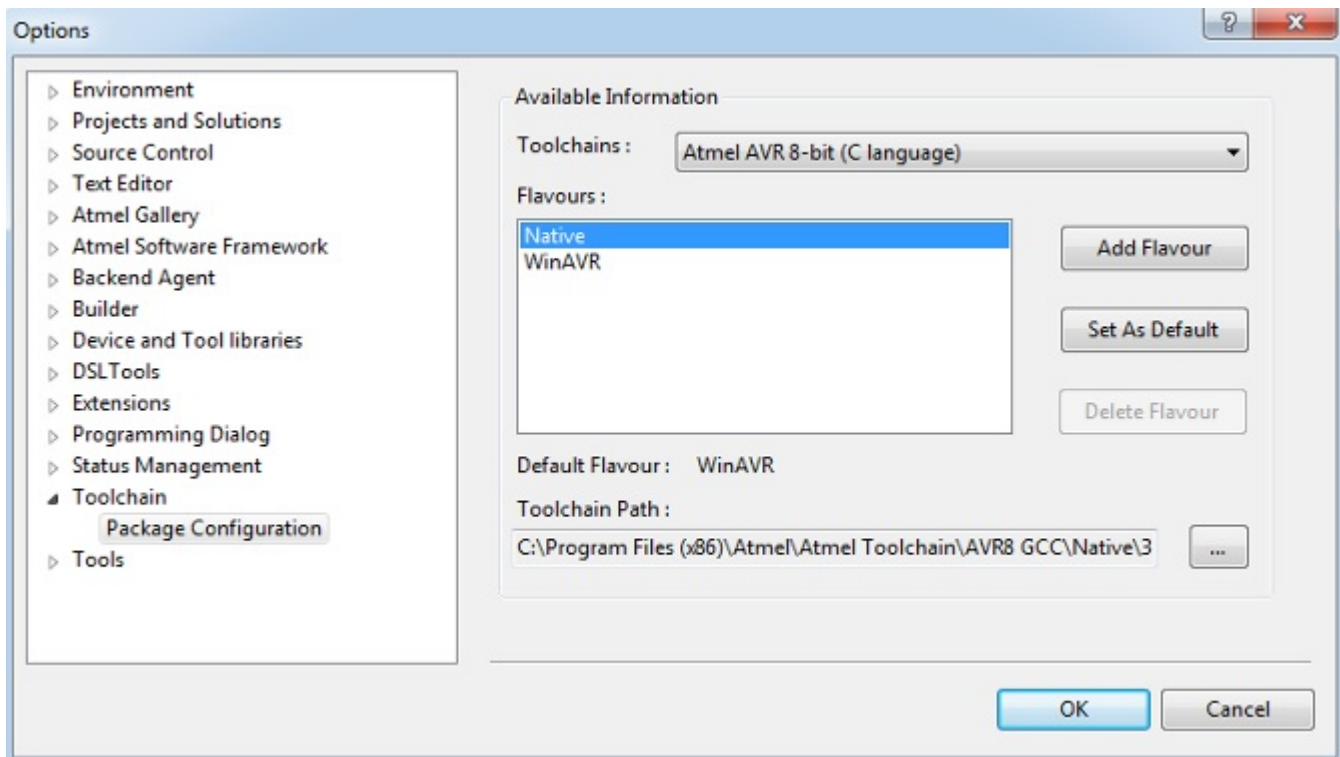 Options
Environment
Projects and Solutions
Source Control
Text Editor
Atmel Gallery
Atmel Software Framework
Backend Agent
Builder
Device and Tool libraries
DSLTools
Extensions
Programming Dialog
Status Management
Toolchain
Package Configuration
Tools
Available Information
Toolchains :
Atmel AVR 8-bit (C language)
Flavours :
Native
WinAVR
Add Flavour
Set As Default
Delete Flavour
Default Flavour : WinAVR
Toolchain Path :
C:\Program Files (x86)\Atmel\Atmel Toolchain\AVR8 GCC\Native\3
...
OK
Cancel